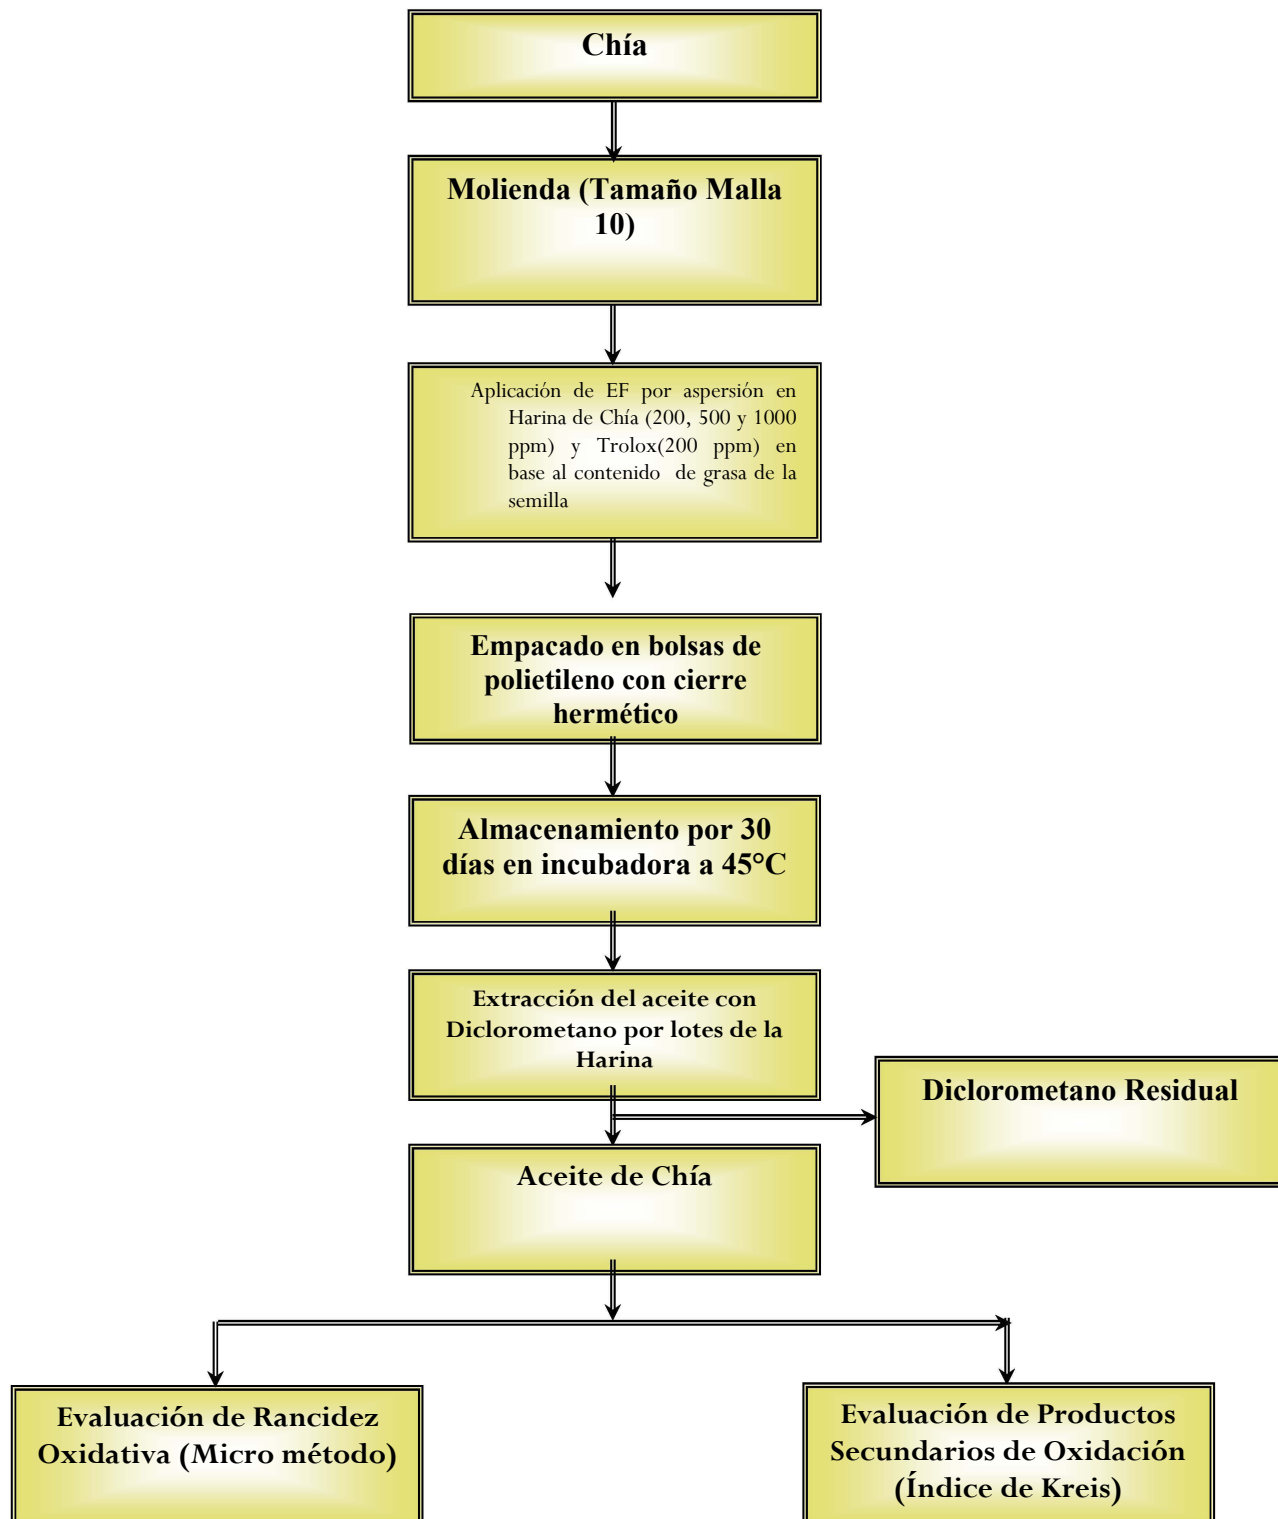 Chía
Molienda (Tamaño Malla
10)
Aplicación de EF por aspersión en
Harina de Chía (200, 500 y 1000
ppm) y Trolox(200 ppm) en
base al contenido de grasa de la
semilla
Empacado en bolsas de
polietileno con cierre
hermético
Almacenamiento por 30
días en incubadora a 45°C
Extracción del aceite con
Diclorometano por lotes de la
Harina
Diclorometano Residual
Aceite de Chía
Evaluación de Rancidez
Oxidativa (Micro método)
Evaluación de Productos
Secundarios de Oxidación
(Índice de Kreis)